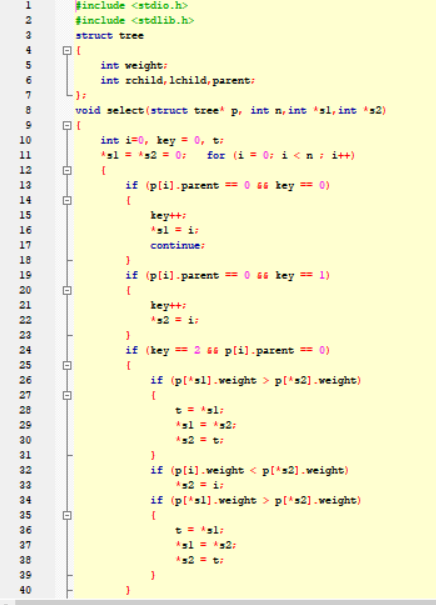 1 #include <stdio.h>
2 #include <stdlib.h>
3 struct tree
4 {
5     int weight;
6     int rchild,lchild,parent;
7 };
8 void select(struct tree* p, int n,int *s1,int *s2)
9 {
10     int i=0, key = 0, t;
11     *s1 = *s2 = 0;   for (i = 0; i < n ; i++)
12     {
13         if (p[i].parent == 0 && key == 0)
14         {
15             key++;
16             *s1 = i;
17             continue;
18         }
19         if (p[i].parent == 0 && key == 1)
20         {
21             key++;
22             *s2 = i;
23         }
24         if (key == 2 && p[i].parent == 0)
25         {
26             if (p[*s1].weight > p[*s2].weight)
27             {
28                 t = *s1;
29                 *s1 = *s2;
30                 *s2 = t;
31             }
32             if (p[i].weight < p[*s2].weight)
33                 *s2 = i;
34             if (p[*s1].weight > p[*s2].weight)
35             {
36                 t = *s1;
37                 *s1 = *s2;
38                 *s2 = t;
39             }
40         }